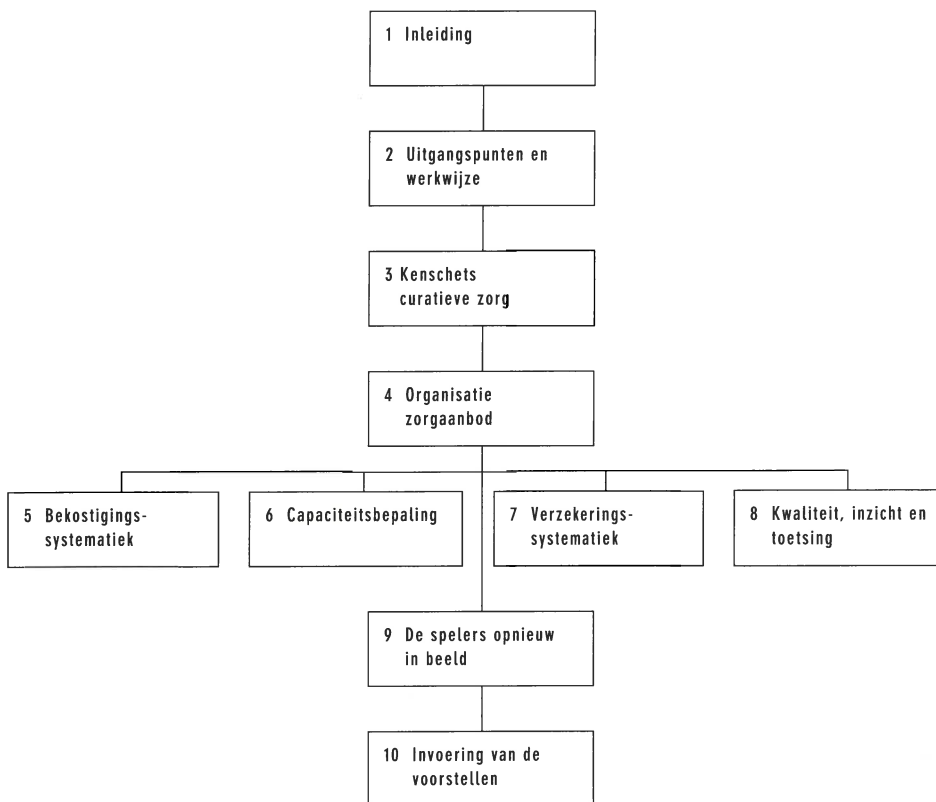 1 Inleiding
2 Uitgangspunten en
werkwijze
3 Kenschets
curatieve zorg
4 Organisatie
zorgaanbod
5 Bekostigings-
systematiek
6 Capaciteitsbepaling
7 Verzekerings-
systematiek
8 Kwaliteit, inzicht en
toetsing
9 De spelers opnieuw
in beeld
10 Invoering van de
voorstellen